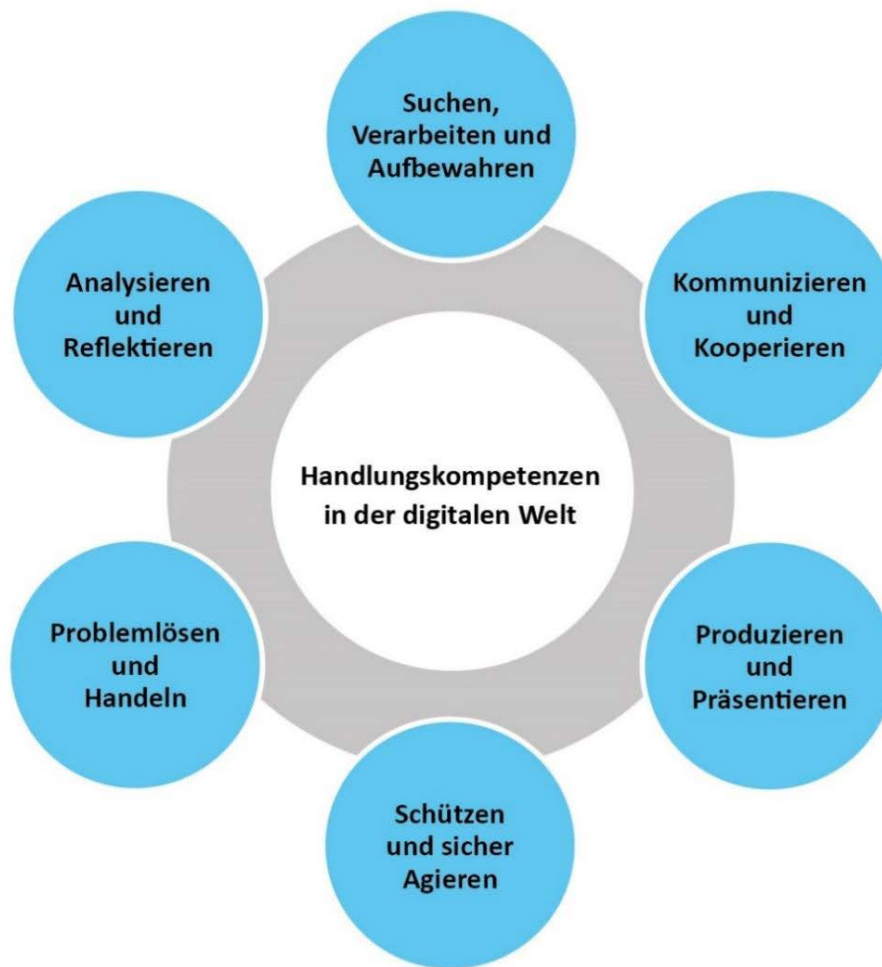 Suchen,
Verarbeiten und
Aufbewahren
Kommunizieren
und
Kooperieren
Produzieren
und
Präsentieren
Schützen
und sicher
Agieren
Problemlösen
und
Handeln
Analysieren
und
Reflektieren
Handlungskompetenzen
in der digitalen Welt